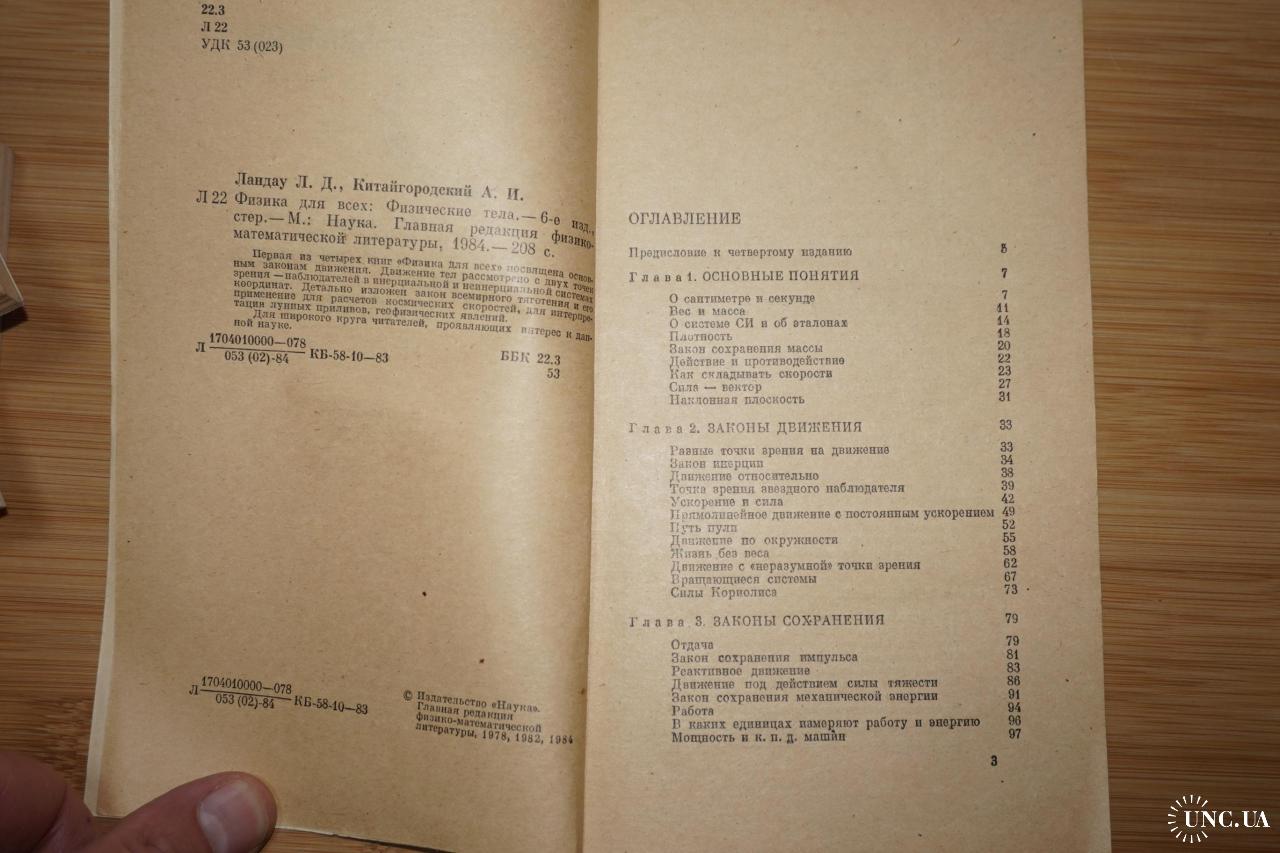 22.3
Л 22
УДК 53 (023)
Ландау Л. Д., Китайгородский А. И.
Л 22 Физика для всех: Физические тела.— 6-е изд.,
стер.— М.: Наука. Главная редакция физико-
математической литературы, 1984.— 208 с.
Первая из четырех книг «Физика для всех» посвящена основ-
ным законам движения. Движение тел рассмотрено с двух точек
зрения — наблюдателей в инерциальной и неинерциальной системах
координат. Детально изложен закон всемирного тяготения и его
применение для расчетов космических скоростей, для интерпре-
тации лунных приливов, геофизических явлений.
Для широкого круга читателей, проявляющих интерес к дан-
ной науке.
Л 1704010000—078 КБ-58-10—83 ББК 22.3
053 (02)-84 53
Л 1704010000—078 КБ-58-10—83
053 (02)-84
© Издательство «Наука».
Главная редакция
физико-математической
литературы, 1978, 1982, 1984
ОГЛАВЛЕНИЕ
Предисловие к четвертому изданию 5
Глава 1. ОСНОВНЫЕ ПОНЯТИЯ 7
О сантиметре и секунде 7
Вес и масса 11
О системе СИ и об эталонах 14
Плотность 18
Закон сохранения массы 20
Действие и противодействие 22
Как складывать скорости 23
Сила — вектор 27
Наклонная плоскость 31
Глава 2. ЗАКОНЫ ДВИЖЕНИЯ 33
Разные точки зрения на движение 33
Закон инерции 34
Движение относительно 38
Точка зрения звездного наблюдателя 39
Ускорение и сила 42
Прямолинейное движение с постоянным ускорением 49
Путь пули 52
Движение по окружности 55
Жизнь без веса 58
Движение с «неразумной» точки зрения 62
Вращающиеся системы 67
Силы Кориолиса 73
Глава 3. ЗАКОНЫ СОХРАНЕНИЯ 79
Отдача 79
Закон сохранения импульса 81
Реактивное движение 83
Движение под действием силы тяжести 86
Закон сохранения механической энергии 91
Работа 94
В каких единицах измеряют работу и энергию 96
Мощность и к. п. д. машин 97
3
UNC.UA